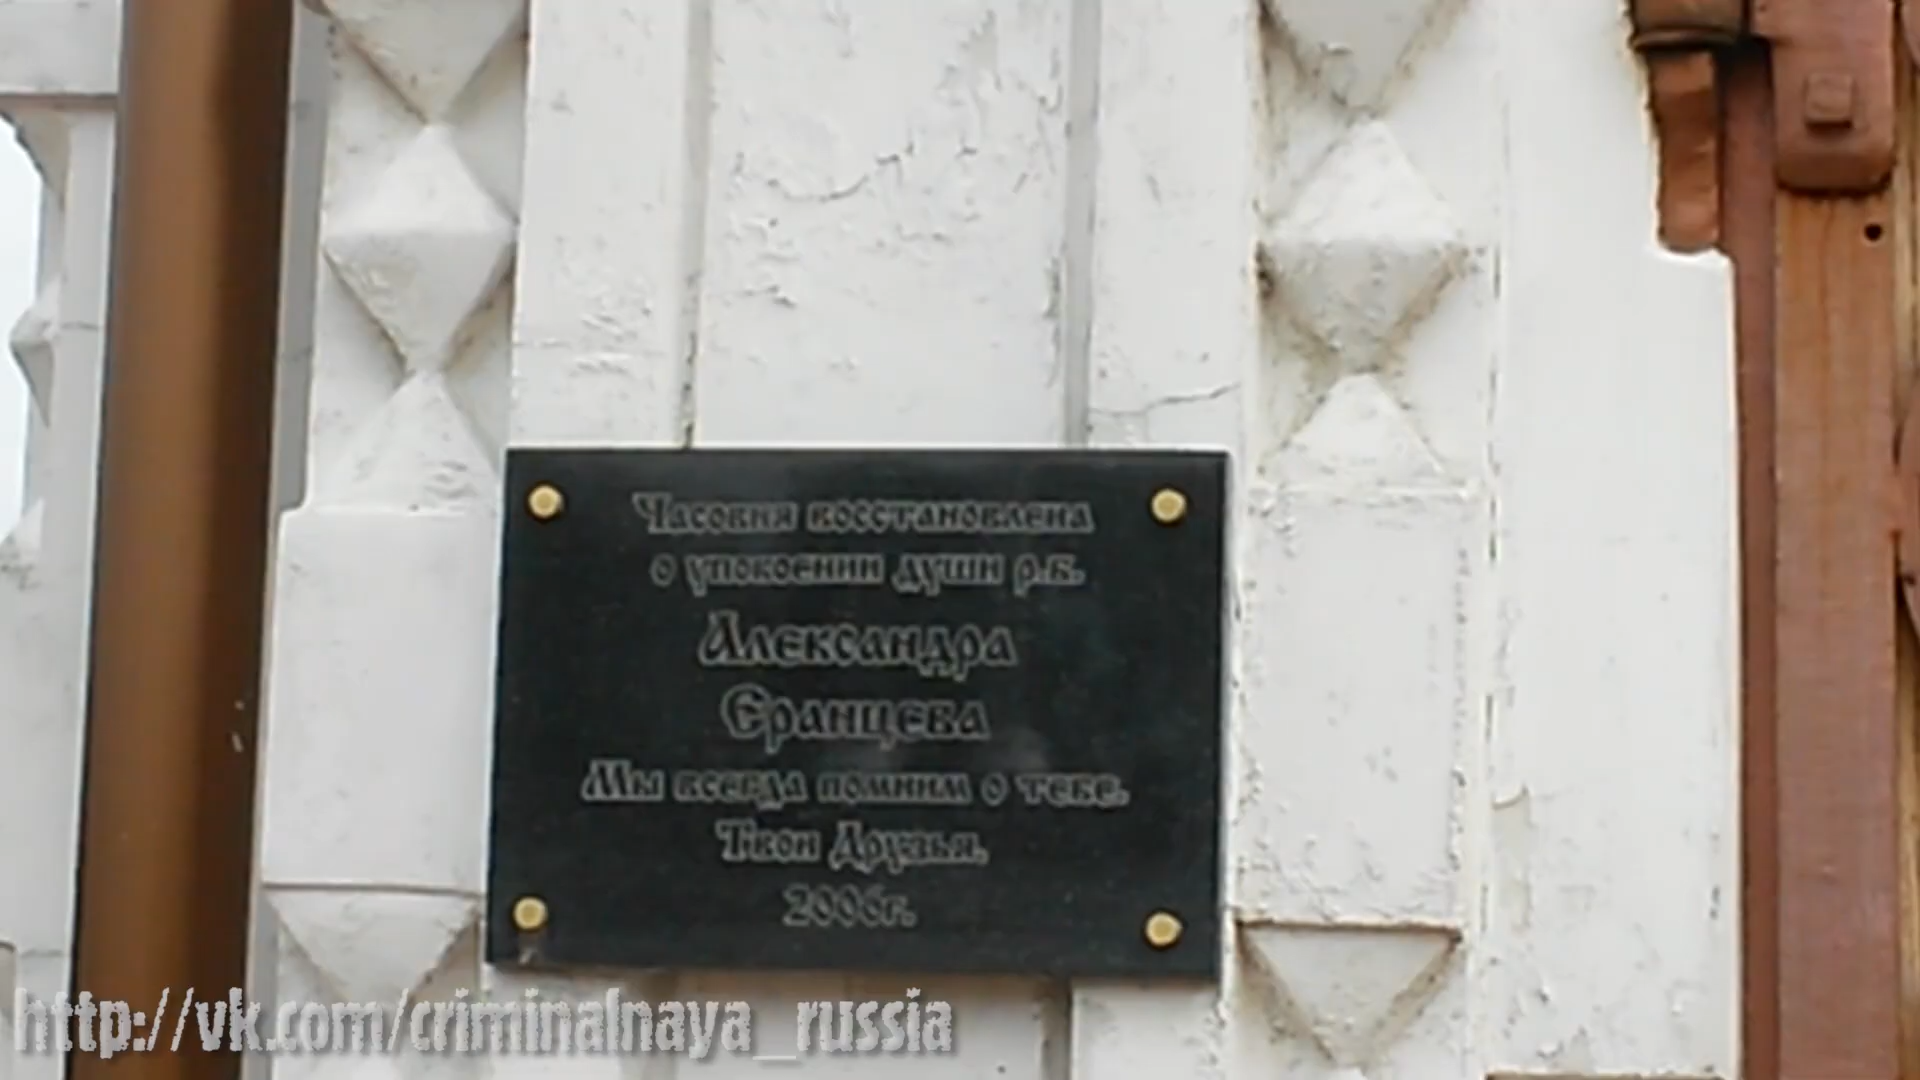 Часовня восстановлена
о упокоении души р.б.
Александра
Еранцева
Мы всегда помним о тебе.
Твои Друзья.
2006г.
http://vk.com/criminalnaya_russia